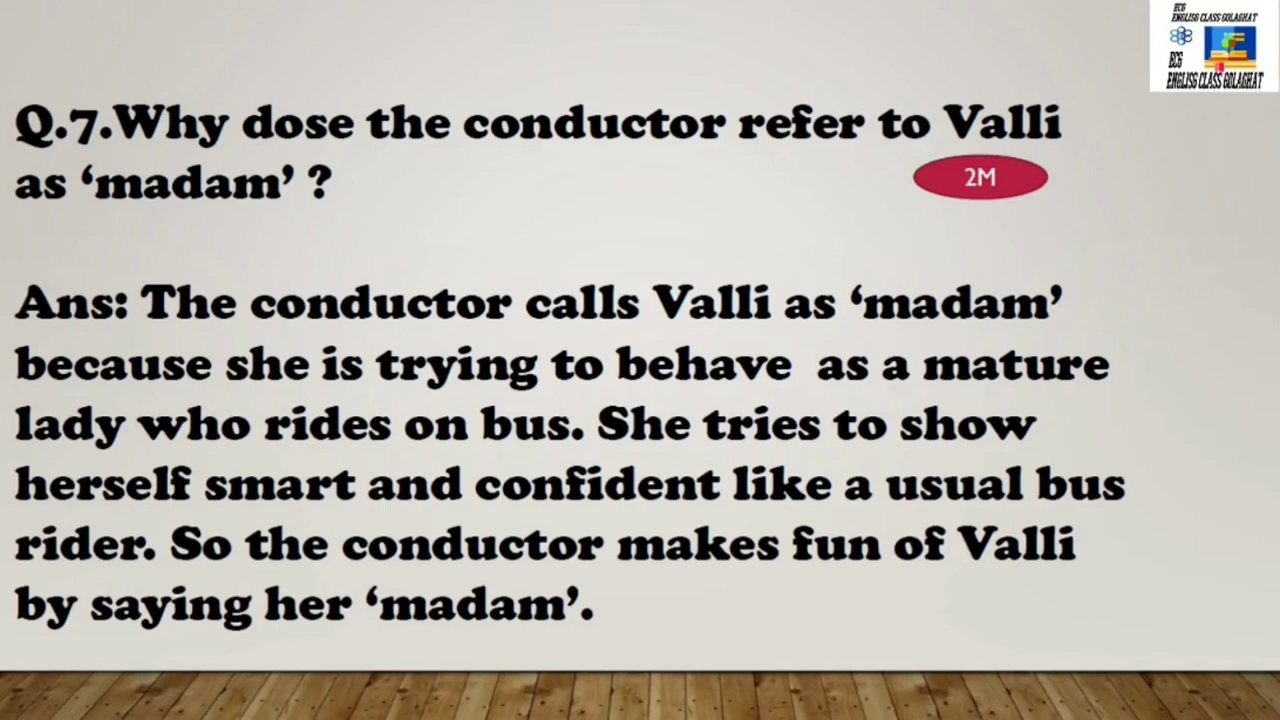 ECG
ENGLISG CLASS GOLAGHAT
ECG
ENGLISG CLASS GOLAGHAT
Q.7.Why dose the conductor refer to Valli
as ‘madam’ ?
2M
Ans: The conductor calls Valli as ‘madam’
because she is trying to behave as a mature
lady who rides on bus. She tries to show
herself smart and confident like a usual bus
rider. So the conductor makes fun of Valli
by saying her ‘madam’.